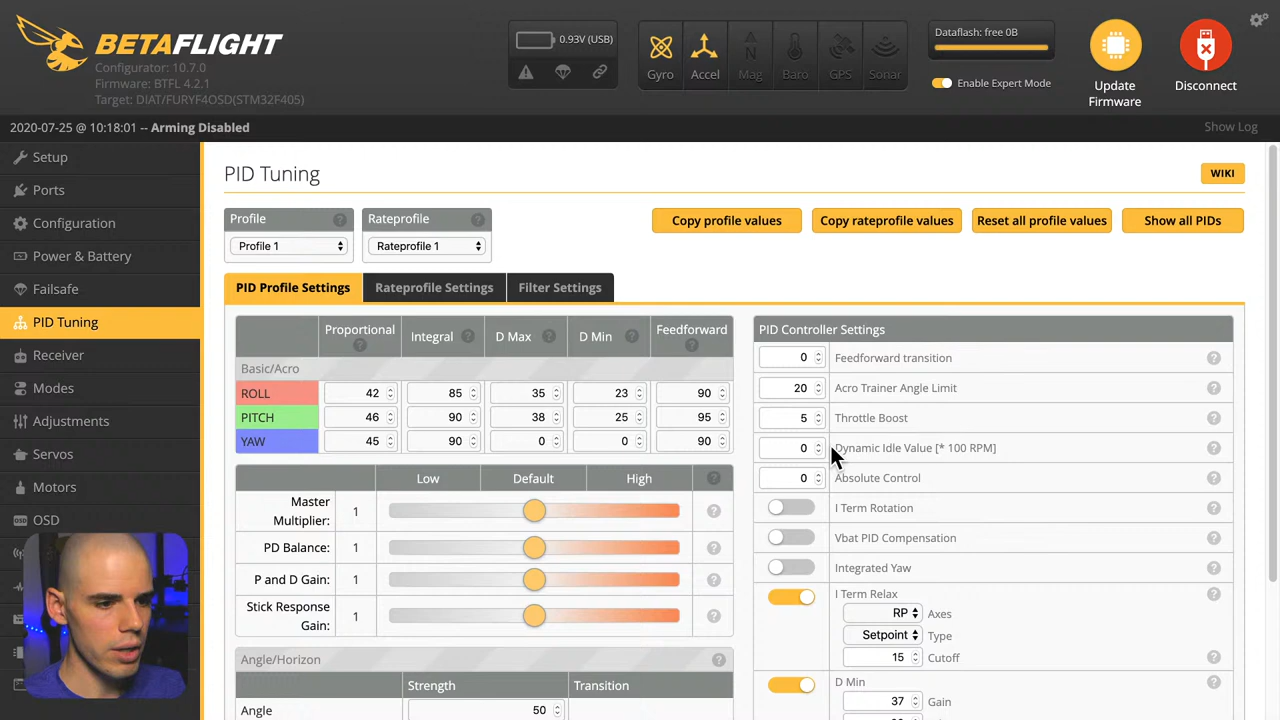 BETAFLIGHT
Configurator: 10.7.0
Firmware: BTFL 4.2.1
Target: DIAT/FURYF4OSD(STM32F405)
0.93V (USB)
Gyro
Accel
Mag
Baro
GPS
Sonar
Dataflash: free 0B
Enable Expert Mode
Update
Firmware
Disconnect
2020-07-25 @ 10:18:01 -- Arming Disabled
Show Log
Setup
Ports
Configuration
Power & Battery
Failsafe
PID Tuning
Receiver
Modes
Adjustments
Servos
Motors
OSD
PID Tuning
WIKI
Profile ?
Profile 1
Rateprofile ?
Rateprofile 1
Copy profile values
Copy rateprofile values
Reset all profile values
Show all PIDs
PID Profile Settings
Rateprofile Settings
Filter Settings
Proportional ? Integral ? D Max ? D Min ? Feedforward ?
Basic/Acro
ROLL 42 85 35 23 90
PITCH 46 90 38 25 95
YAW 45 90 0 0 90
Low Default High ?
Master
Multiplier: 1 ?
PD Balance: 1 ?
P and D Gain: 1 ?
Stick Response
Gain: 1 ?
Angle/Horizon ?
Strength Transition
Angle 50
PID Controller Settings
0 Feedforward transition ?
20 Acro Trainer Angle Limit ?
5 Throttle Boost ?
0 Dynamic Idle Value [* 100 RPM] ?
0 Absolute Control ?
I Term Rotation ?
Vbat PID Compensation ?
Integrated Yaw ?
I Term Relax ?
RP Axes
Setpoint Type
15 Cutoff ?
D Min ?
37 Gain